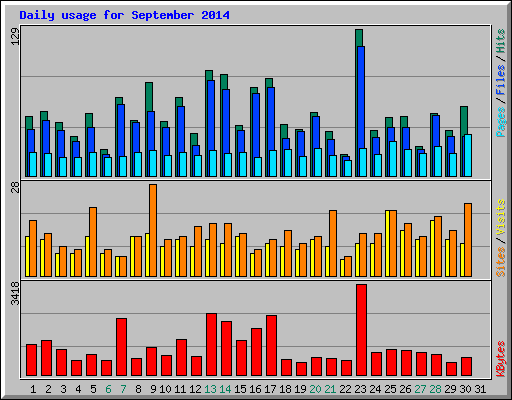 Daily usage for September 2014
129
Pages / Files / Hits
28
Sites / Visits
3418
KBytes
1 2 3 4 5 6 7 8 9 10 11 12 13 14 15 16 17 18 19 20 21 22 23 24 25 26 27 28 29 30 31